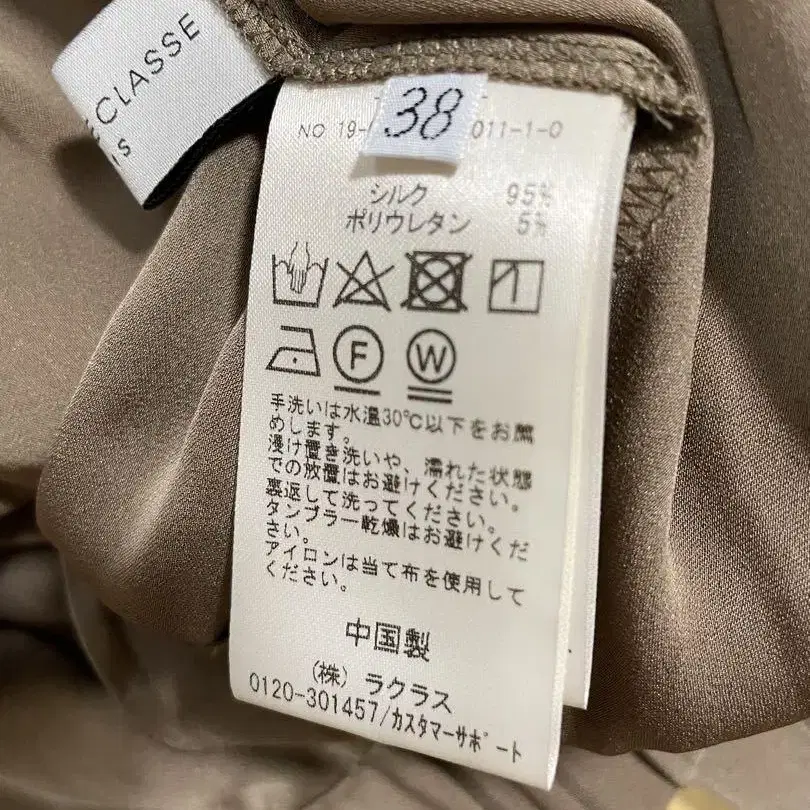 CLASSE
IS
38
NO 19- 011-1-0
シルク 95%
ポリウレタン 5%
F
W
手洗いは水温30℃以下をお薦
めします。
浸け置き洗いや、濡れた状態
での放置はお避けください。
裏返して洗ってください。
タンブラー乾燥はお避けくだ
さい。
アイロンは当て布を使用して
ください。
中国製
(株) ラクラス
0120-301457/カスタマーサポート